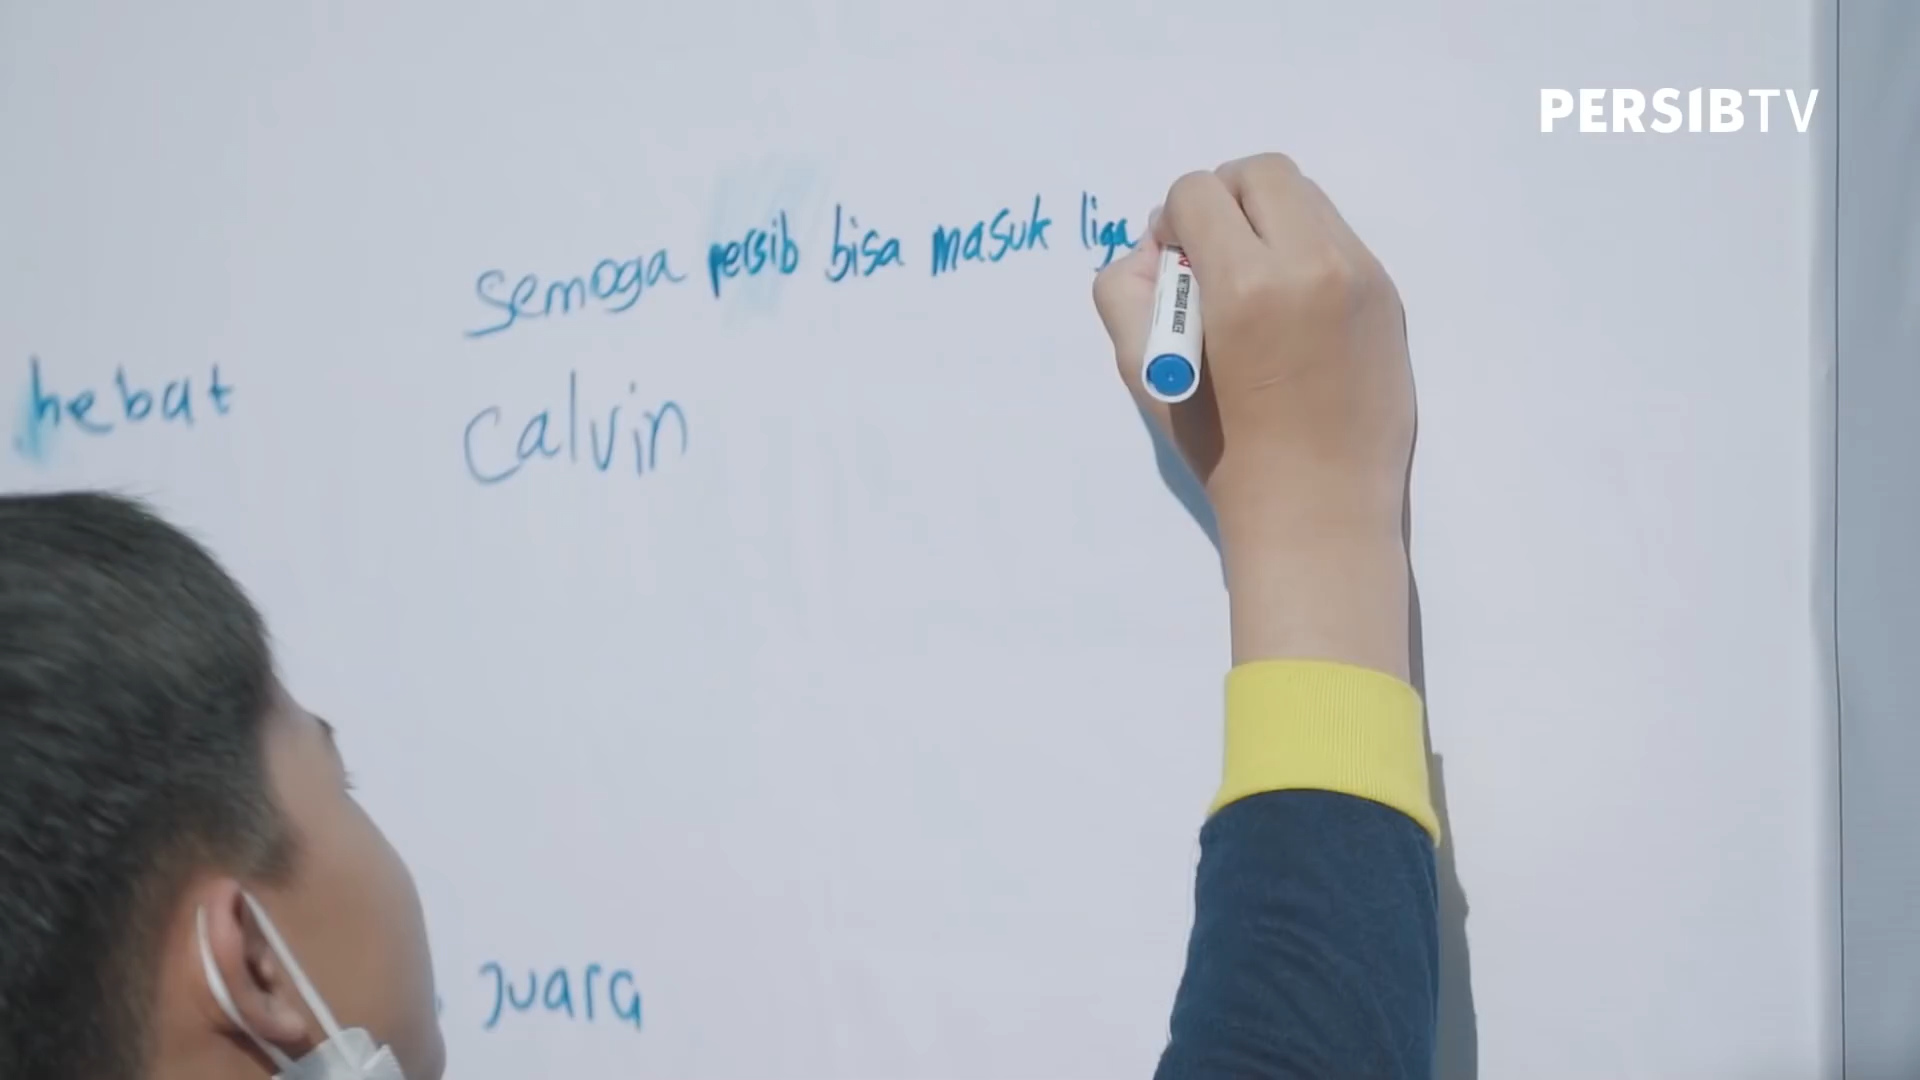 PERSIBTV
Semoga persib bisa masuk liga
hebat
Calvin
Juara